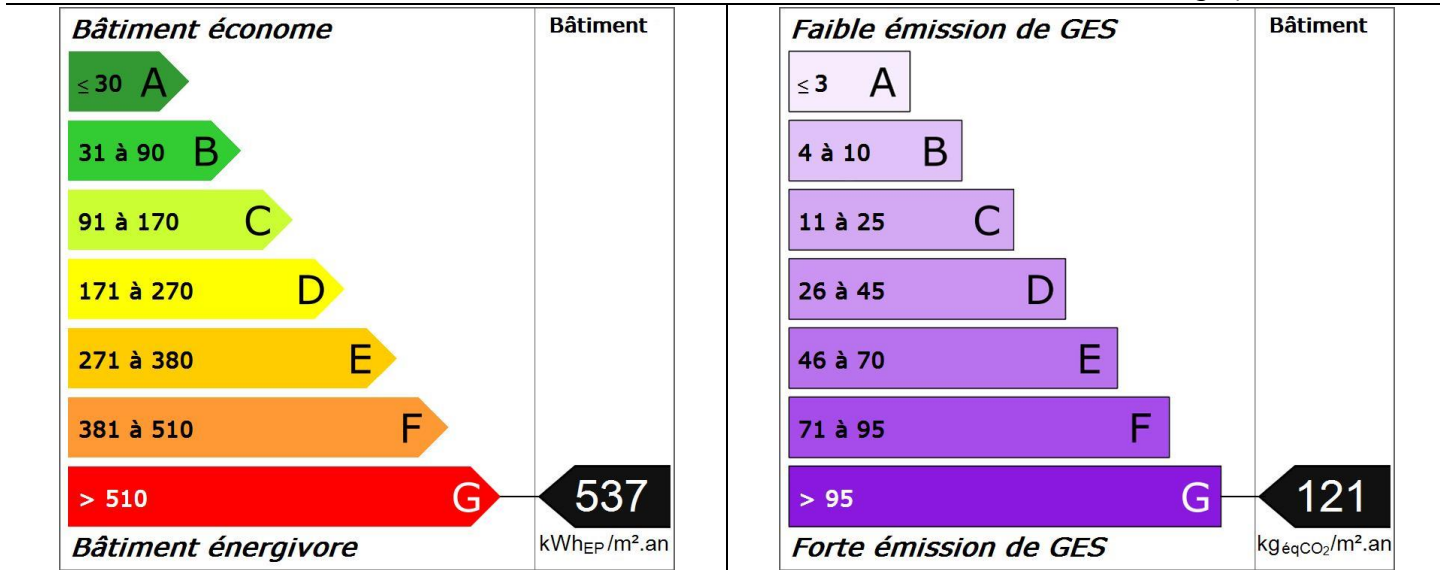 Bâtiment économe
Bâtiment
≤ 30 A
31 à 90 B
91 à 170 C
171 à 270 D
271 à 380 E
381 à 510 F
> 510 G
537
Bâtiment énergivore
kWhEP/m².an
Faible émission de GES
Bâtiment
≤ 3 A
4 à 10 B
11 à 25 C
26 à 45 D
46 à 70 E
71 à 95 F
> 95 G
121
Forte émission de GES
kgéqCO₂/m².an